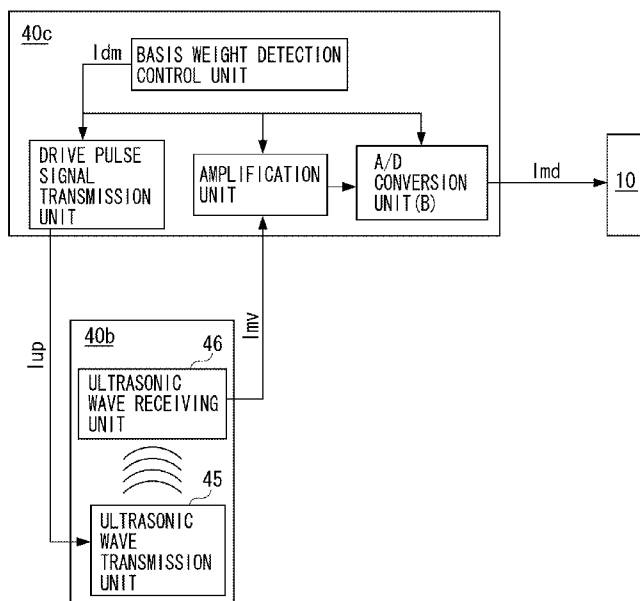 40c
Idm
BASIS WEIGHT DETECTION
CONTROL UNIT
DRIVE PULSE
SIGNAL
TRANSMISSION
UNIT
AMPLIFICATION
UNIT
A/D
CONVERSION
UNIT(B)
Imd
10
Iup
Imv
40b
46
ULTRASONIC
WAVE RECEIVING
UNIT
45
ULTRASONIC
WAVE
TRANSMISSION
UNIT